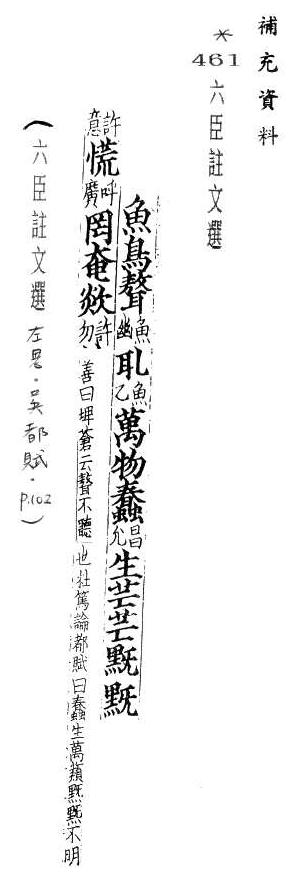 補充資料
* 461 六臣註文選
魚鳥聱魚幽耴魚乙萬物蠢昌允生芒芒黖黖
許意慌呼廣罔奄欻許勿善曰埤蒼云聱不聽也杜篤論都賦曰蠢生萬類黖黖不明
(六臣註文選 左思·吳都賦·p.102)